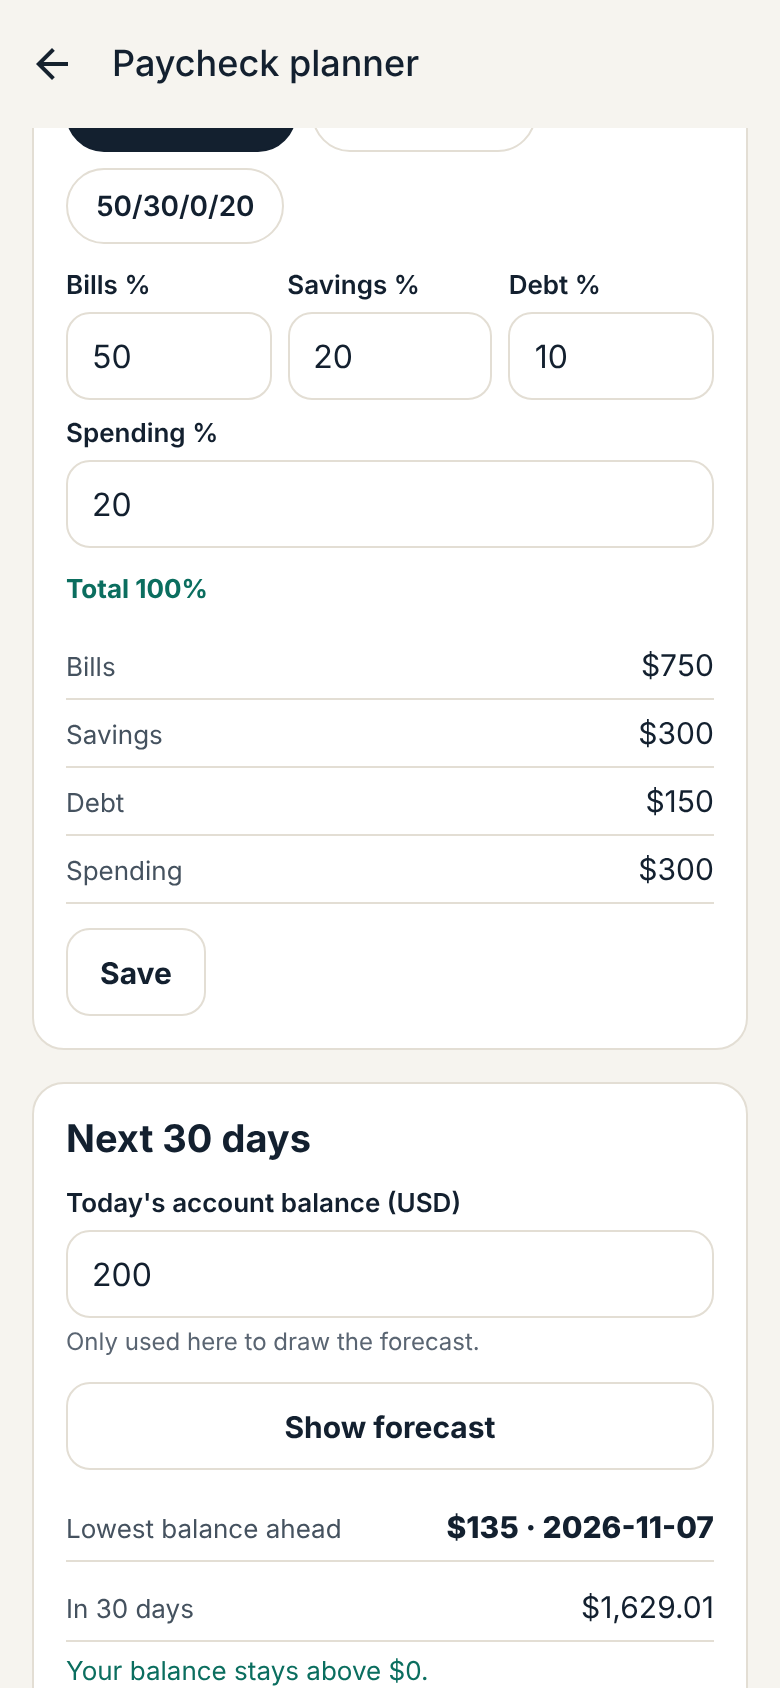 Paycheck planner
50/30/0/20
Bills % Savings % Debt %
50 20 10
Spending %
20
Total 100%
Bills $750
Savings $300
Debt $150
Spending $300
Save
Next 30 days
Today's account balance (USD)
200
Only used here to draw the forecast.
Show forecast
Lowest balance ahead $135 · 2026-11-07
In 30 days $1,629.01
Your balance stays above $0.